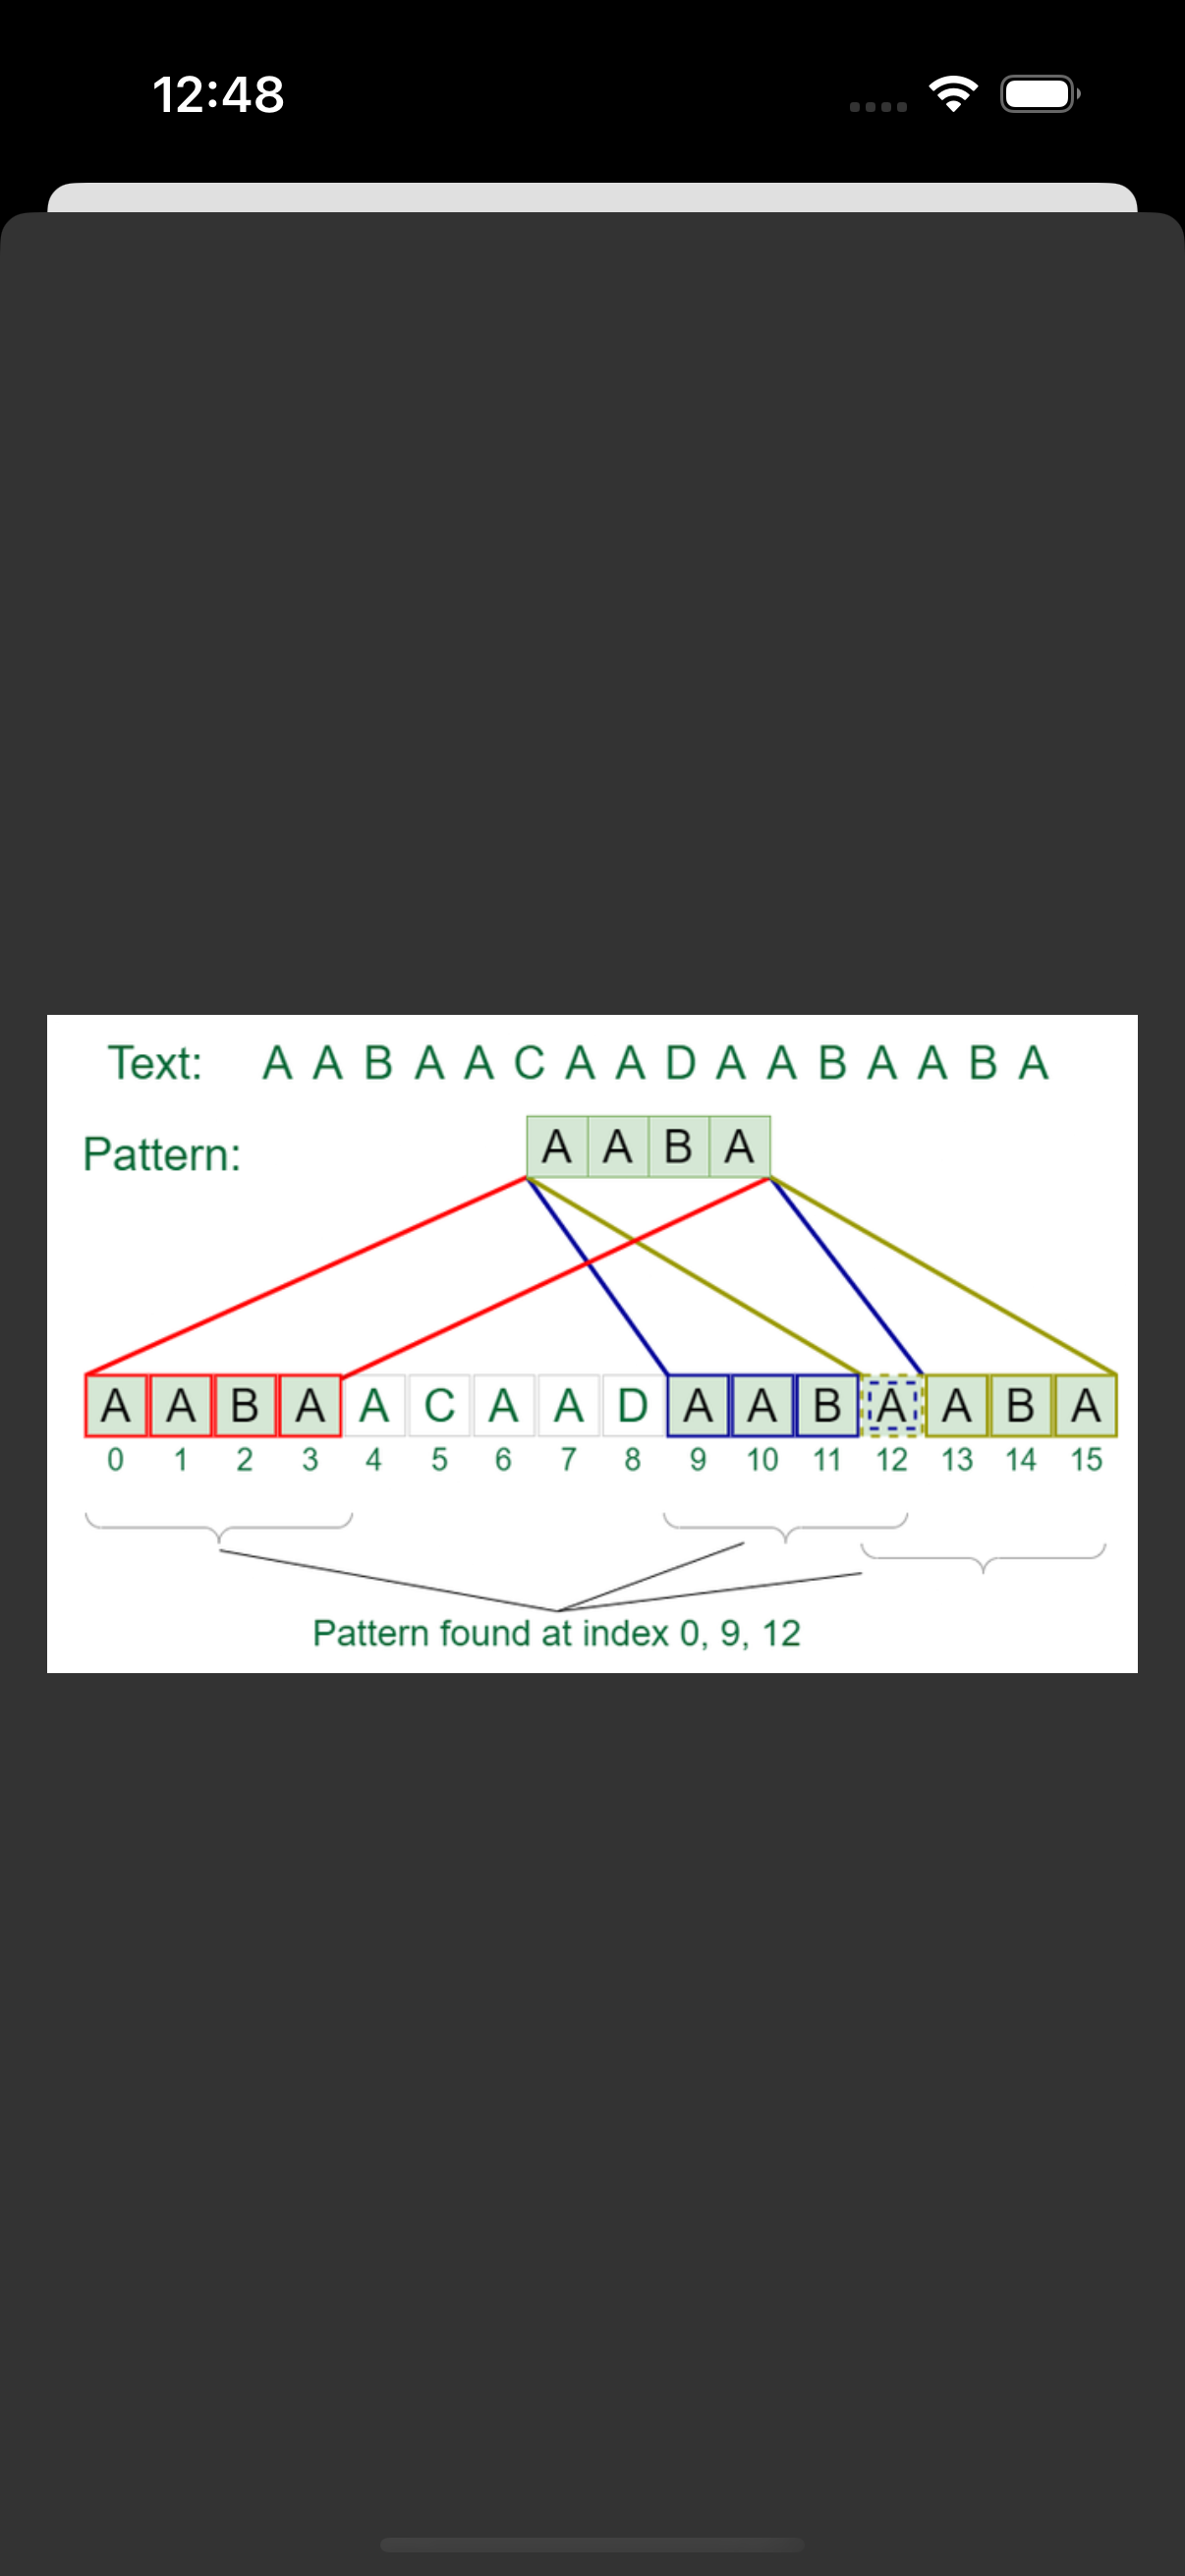 12:48
Text: A A B A A C A A D A A B A A B A
Pattern: A A B A
A A B A A C A A D A A B A A B A
0 1 2 3 4 5 6 7 8 9 10 11 12 13 14 15
Pattern found at index 0, 9, 12